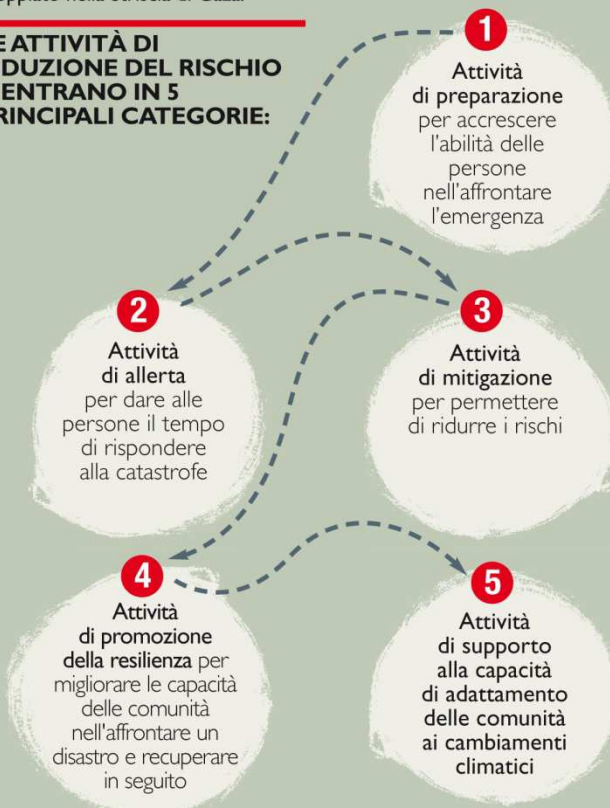 di Gaza.
E ATTIVITÀ DI
DUZIONE DEL RISCHIO
ENTRANO IN 5
RINCIPALI CATEGORIE:
1
Attività
di preparazione
per accrescere
l'abilità delle
persone
nell'affrontare
l'emergenza
2
Attività
di allerta
per dare alle
persone il tempo
di rispondere
alla catastrofe
3
Attività
di mitigazione
per permettere
di ridurre i rischi
4
Attività
di promozione
della resilienza per
migliorare le capacità
delle comunità
nell'affrontare un
disastro e recuperare
in seguito
5
Attività
di supporto
alla capacità
di adattamento
delle comunità
ai cambiamenti
climatici